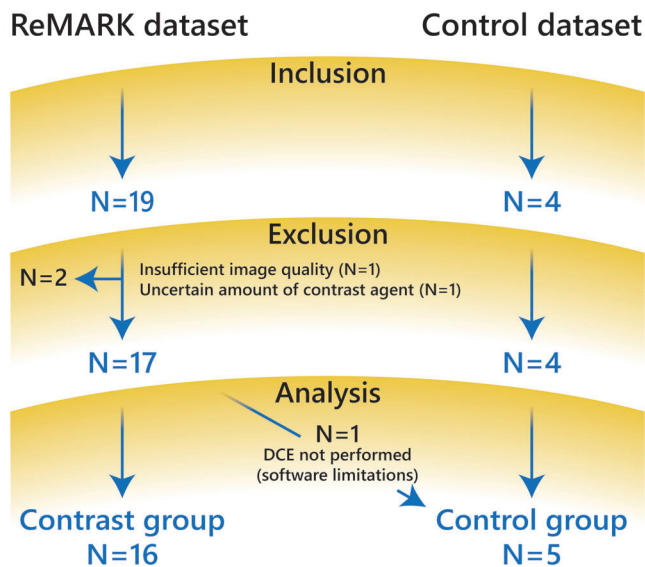 ReMARK dataset
Control dataset
Inclusion
N=19
N=4
Exclusion
N=2
Insufficient image quality (N=1)
Uncertain amount of contrast agent (N=1)
N=17
N=4
Analysis
N=1
DCE not performed
(software limitations)
Contrast group
N=16
Control group
N=5